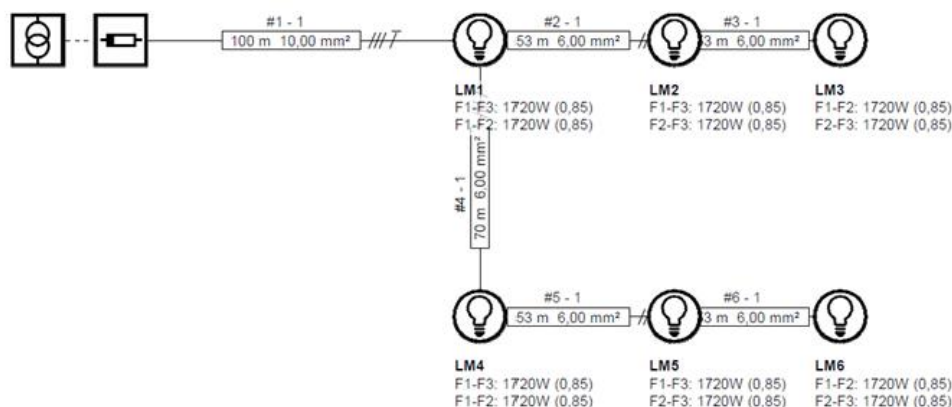 #1 - 1
100 m 10,00 mm²
#2 - 1
53 m 6,00 mm²
#3 - 1
3 m 6,00 mm²
LM1
F1-F3: 1720W (0,85)
F1-F2: 1720W (0,85)
LM2
F1-F3: 1720W (0,85)
F2-F3: 1720W (0,85)
LM3
F1-F2: 1720W (0,85)
F2-F3: 1720W (0,85)
#4 - 1
70 m 6,00 mm²
#5 - 1
53 m 6,00 mm²
#6 - 1
3 m 6,00 mm²
LM4
F1-F3: 1720W (0,85)
F1-F2: 1720W (0,85)
LM5
F1-F3: 1720W (0,85)
F2-F3: 1720W (0,85)
LM6
F1-F2: 1720W (0,85)
F2-F3: 1720W (0,85)